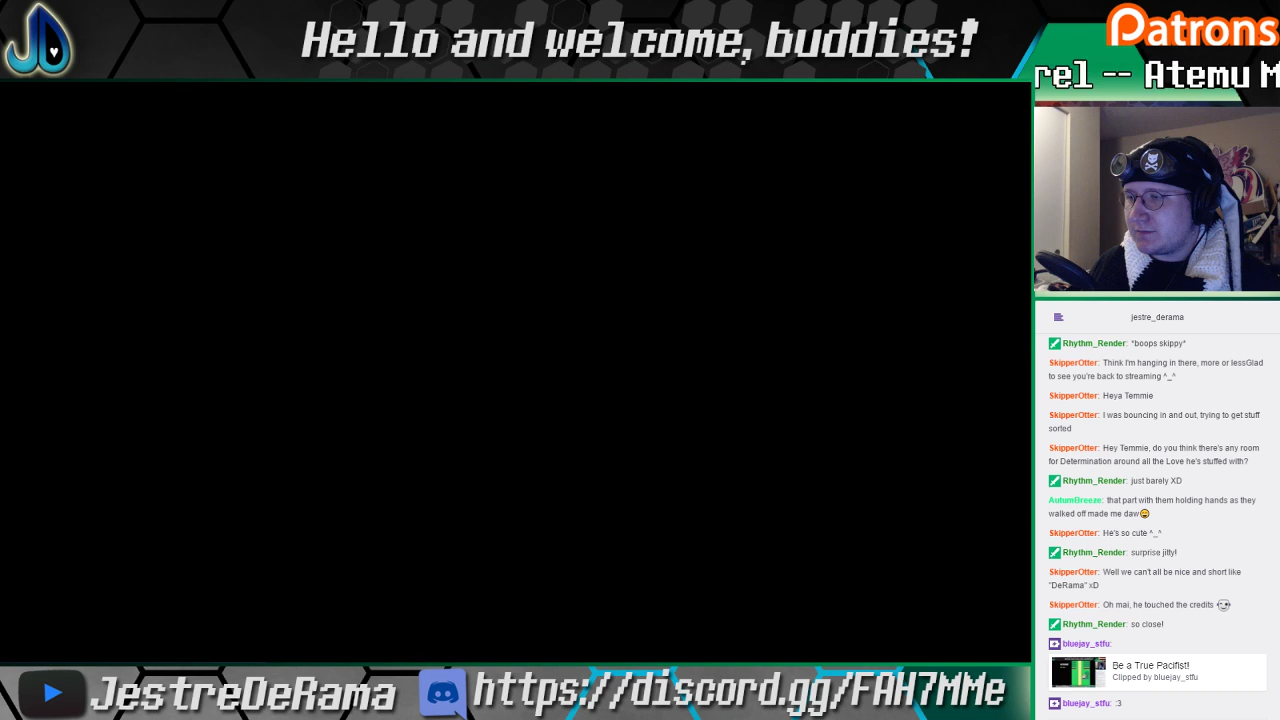 Hello and welcome, buddies!
Patrons
rel -- Atemu M
jestre_derama
Rhythm_Render: *boops skippy*
SkipperOtter: Think I'm hanging in there, more or lessGlad
to see you're back to streaming ^_^
SkipperOtter: Heya Temmie
SkipperOtter: I was bouncing in and out, trying to get stuff
sorted
SkipperOtter: Hey Temmie, do you think there's any room
for Determination around all the Love he's stuffed with?
Rhythm_Render: just barely XD
AutumBreeze: that part with them holding hands as they
walked off made me daw
SkipperOtter: He's so cute ^_^
Rhythm_Render: surprise jitty!
SkipperOtter: Well we can't all be nice and short like
"DeRama" xD
SkipperOtter: Oh mai, he touched the credits
Rhythm_Render: so close!
bluejay_stfu:
Be a True Pacifist!
Clipped by bluejay_stfu
bluejay_stfu: :3
JestreDeRama
https://discord.gg/FAH7MMe